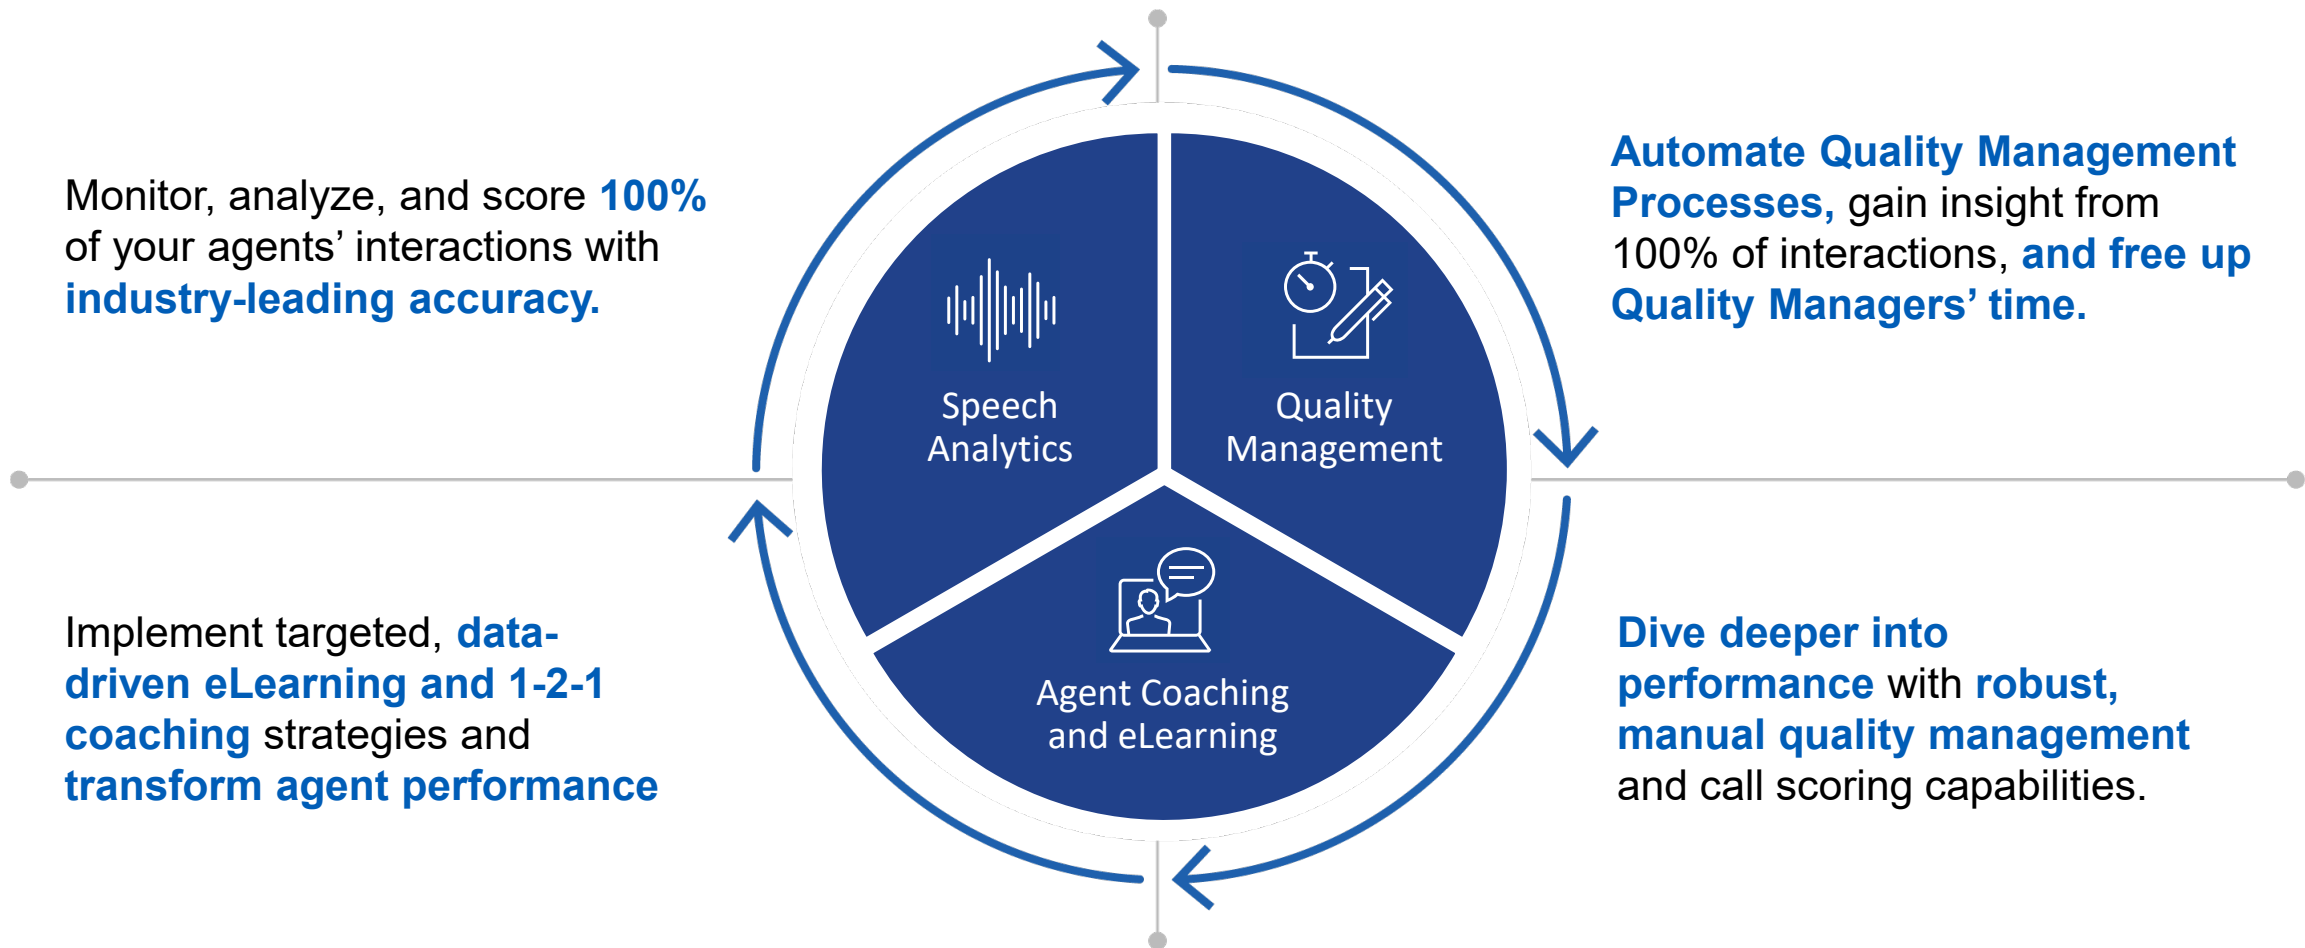 Monitor, analyze, and score 100%
of your agents’ interactions with
industry-leading accuracy.
Automate Quality Management
Processes, gain insight from
100% of interactions, and free up
Quality Managers’ time.
Speech
Analytics
Quality
Management
Agent Coaching
and eLearning
Implement targeted, data-
driven eLearning and 1-2-1
coaching strategies and
transform agent performance
Dive deeper into
performance with robust,
manual quality management
and call scoring capabilities.